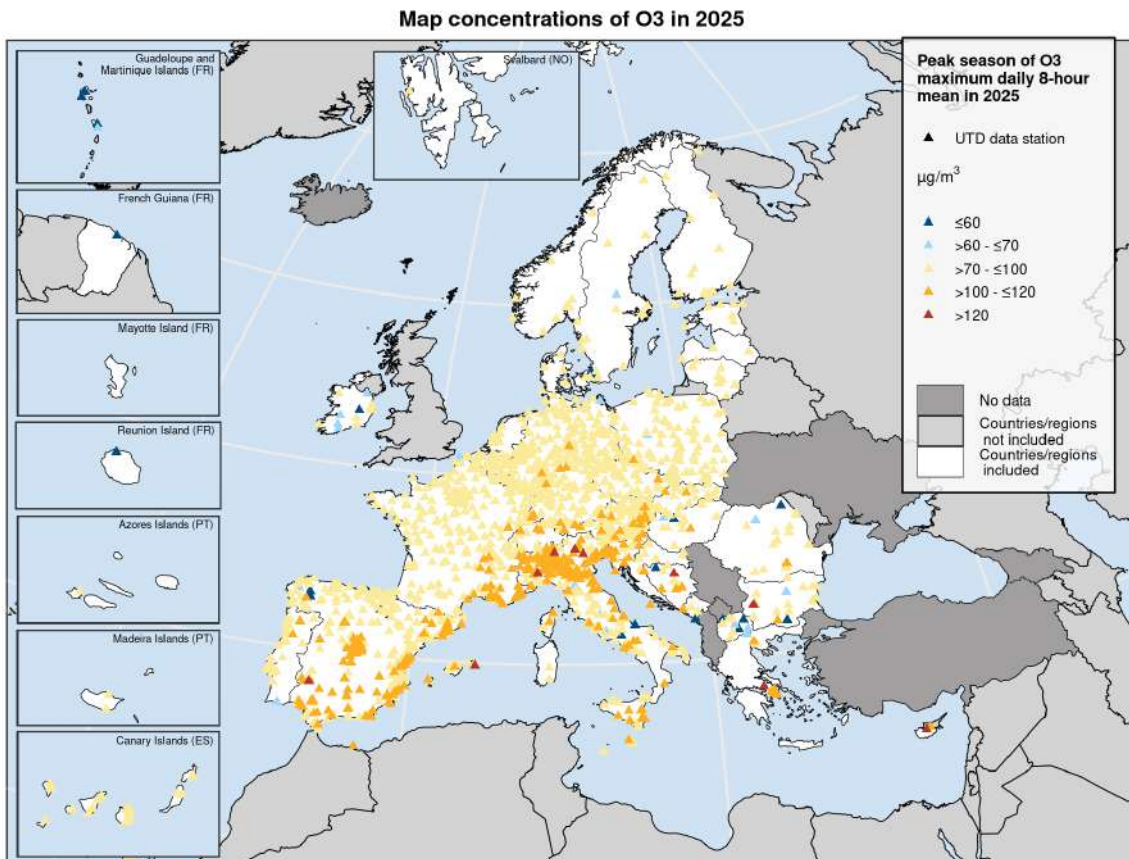 Map concentrations of O3 in 2025
Guadeloupe and
Martinique Islands (FR)
Svalbard (NO)
French Guiana (FR)
Mayotte Island (FR)
Reunion Island (FR)
Azores Islands (PT)
Madeira Islands (PT)
Canary Islands (ES)
Peak season of O3
maximum daily 8-hour
mean in 2025
UTD data station
µg/m³
≤60
>60 - ≤70
>70 - ≤100
>100 - ≤120
>120
No data
Countries/regions
not included
Countries/regions
included